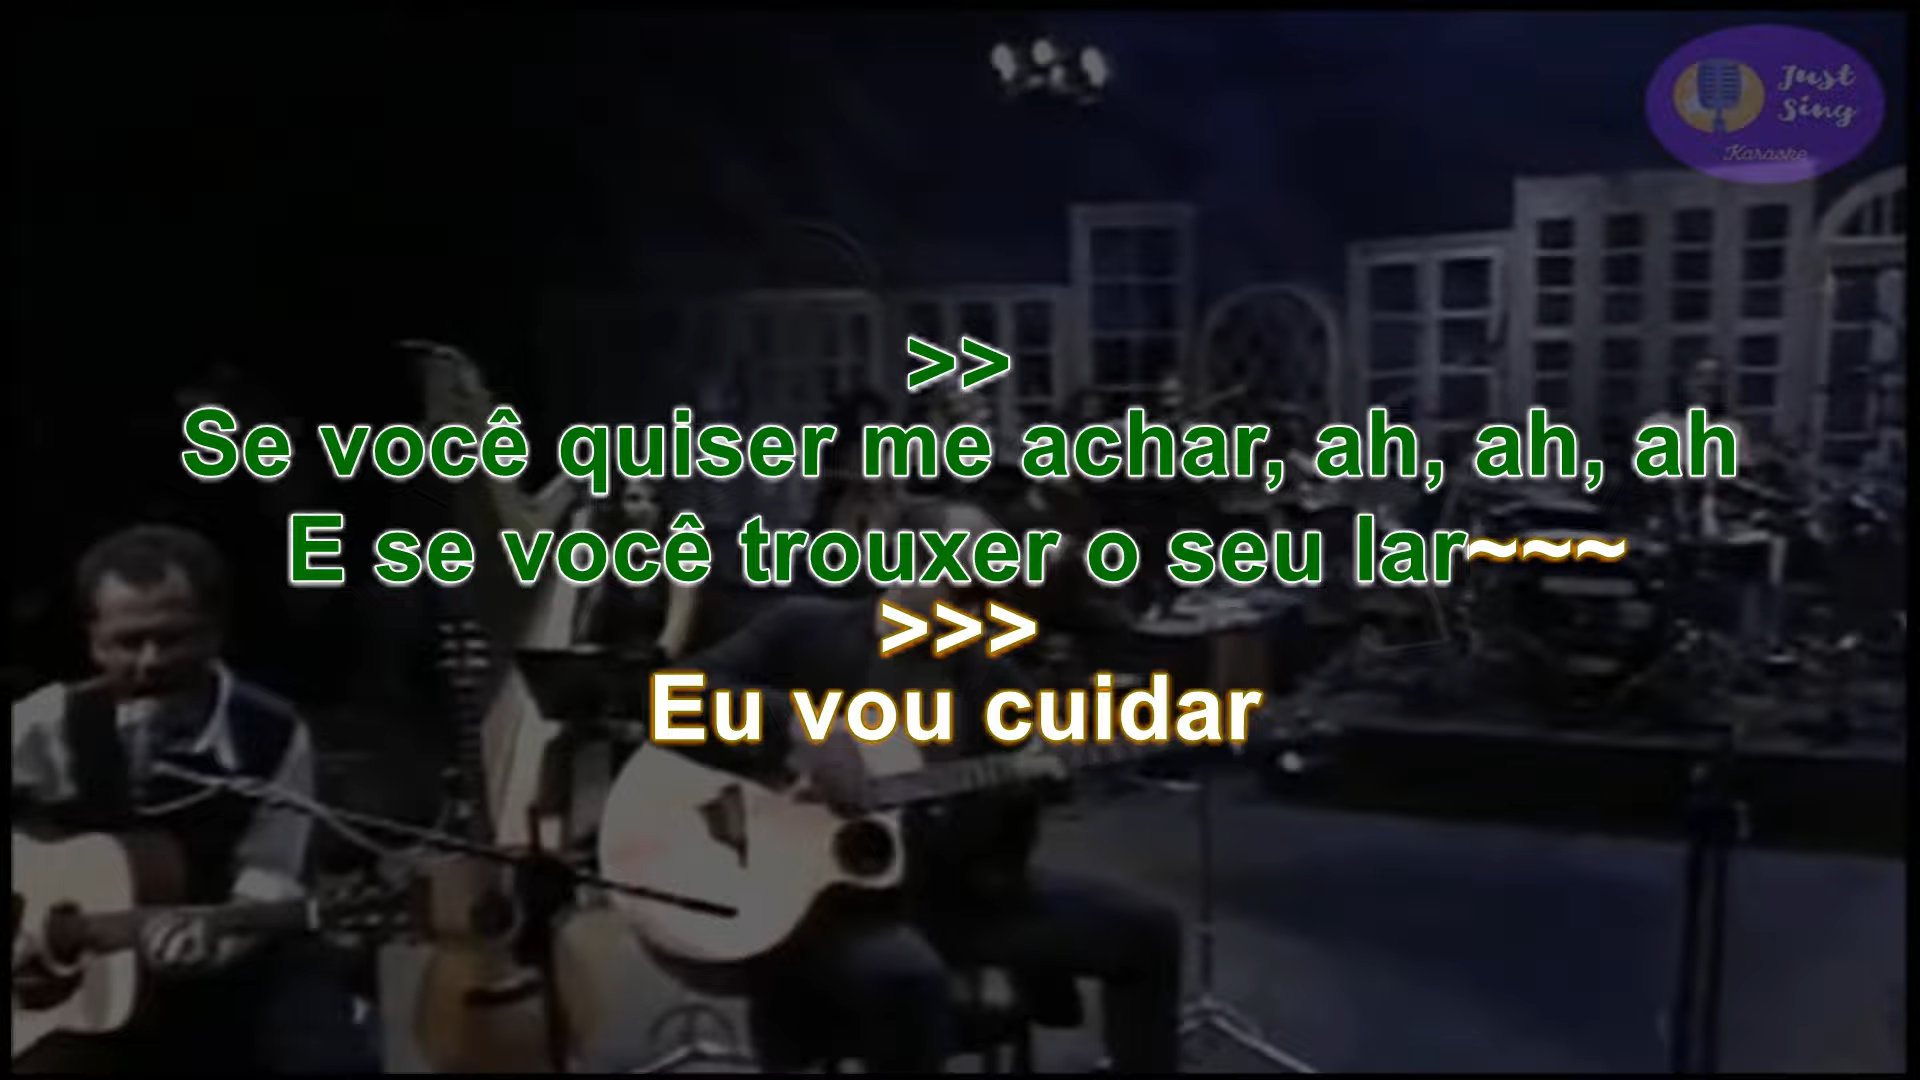 Just
Sing
Karaoke
>>
Se você quiser me achar, ah, ah, ah
E se você trouxer o seu lar~~~
>>>
Eu vou cuidar